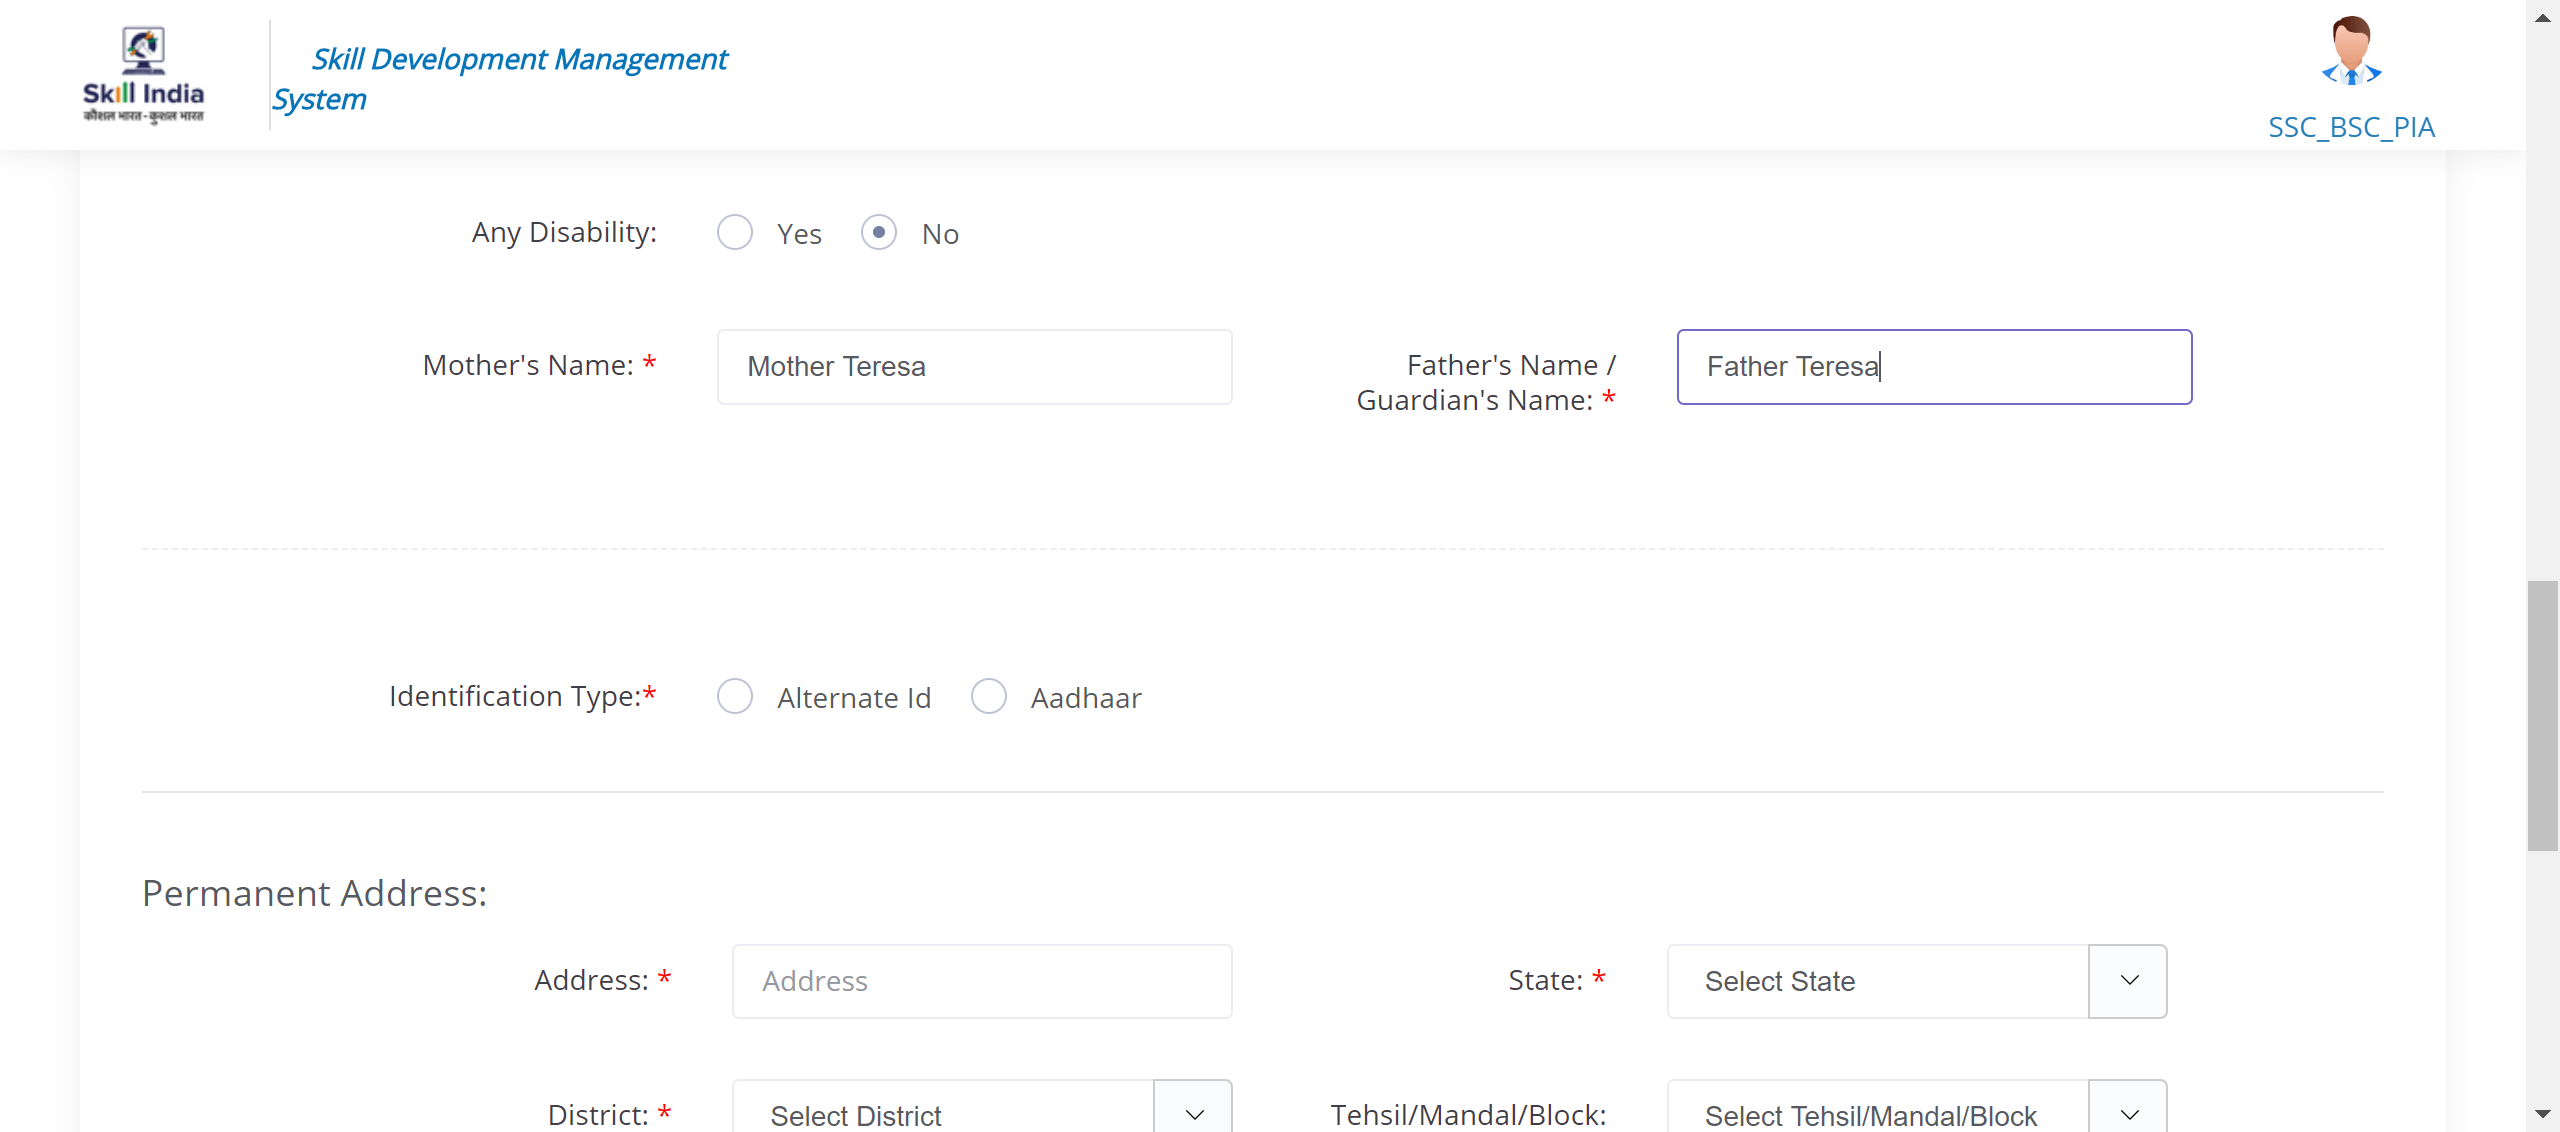 Skill India
कौशल भारत - कुशल भारत
Skill Development Management
System
SSC_BSC_PIA
Any Disability:
Yes
No
Mother's Name: *
Mother Teresa
Father's Name /
Guardian's Name: *
Father Teresa
Identification Type:*
Alternate Id
Aadhaar
Permanent Address:
Address: *
Address
State: *
Select State
District: *
Select District
Tehsil/Mandal/Block:
Select Tehsil/Mandal/Block